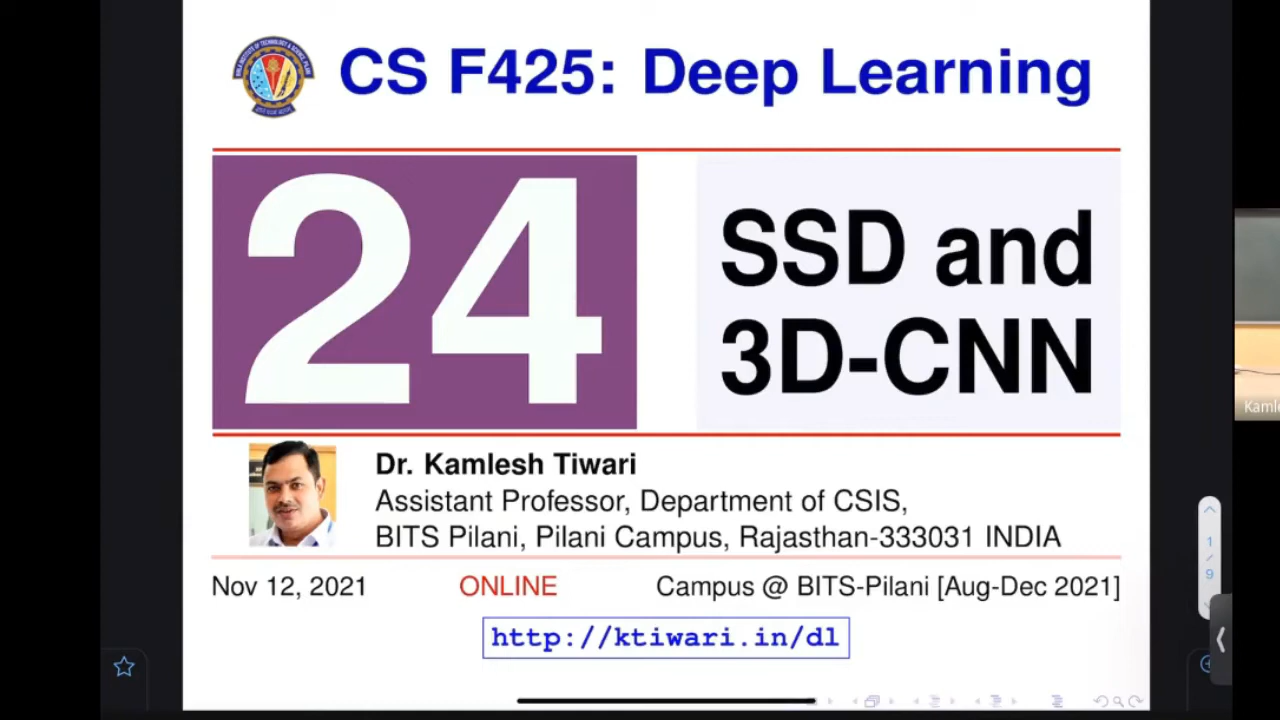 CS F425: Deep Learning
24
SSD and
3D-CNN
Dr. Kamlesh Tiwari
Assistant Professor, Department of CSIS,
BITS Pilani, Pilani Campus, Rajasthan-333031 INDIA
Nov 12, 2021 ONLINE Campus @ BITS-Pilani [Aug-Dec 2021]
http://ktiwari.in/dl
1
/
9